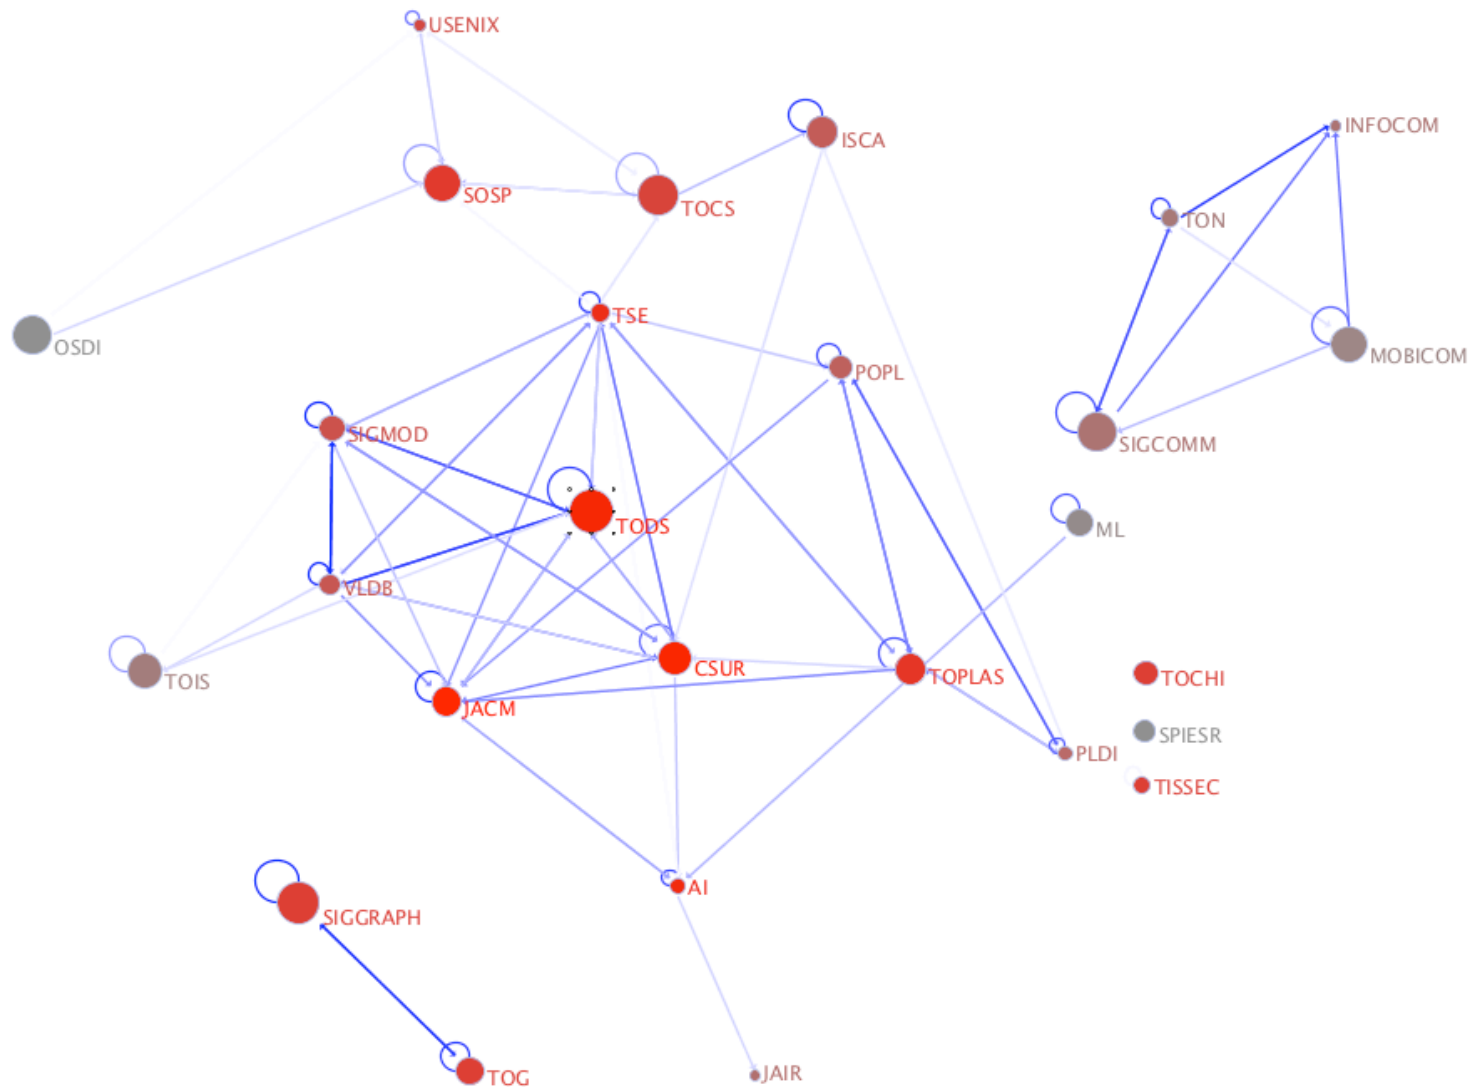 USENIX
INFOCOM
ISCA
SOSP
TOCS
TON
TSE
OSDI
MOBICOM
POPL
SIGMOD
SIGCOMM
TODS
ML
VLDB
CSUR
TOPLAS
TOCHI
TOIS
JACM
SPIESR
PLDI
TISSEC
AI
SIGGRAPH
JAIR
TOG